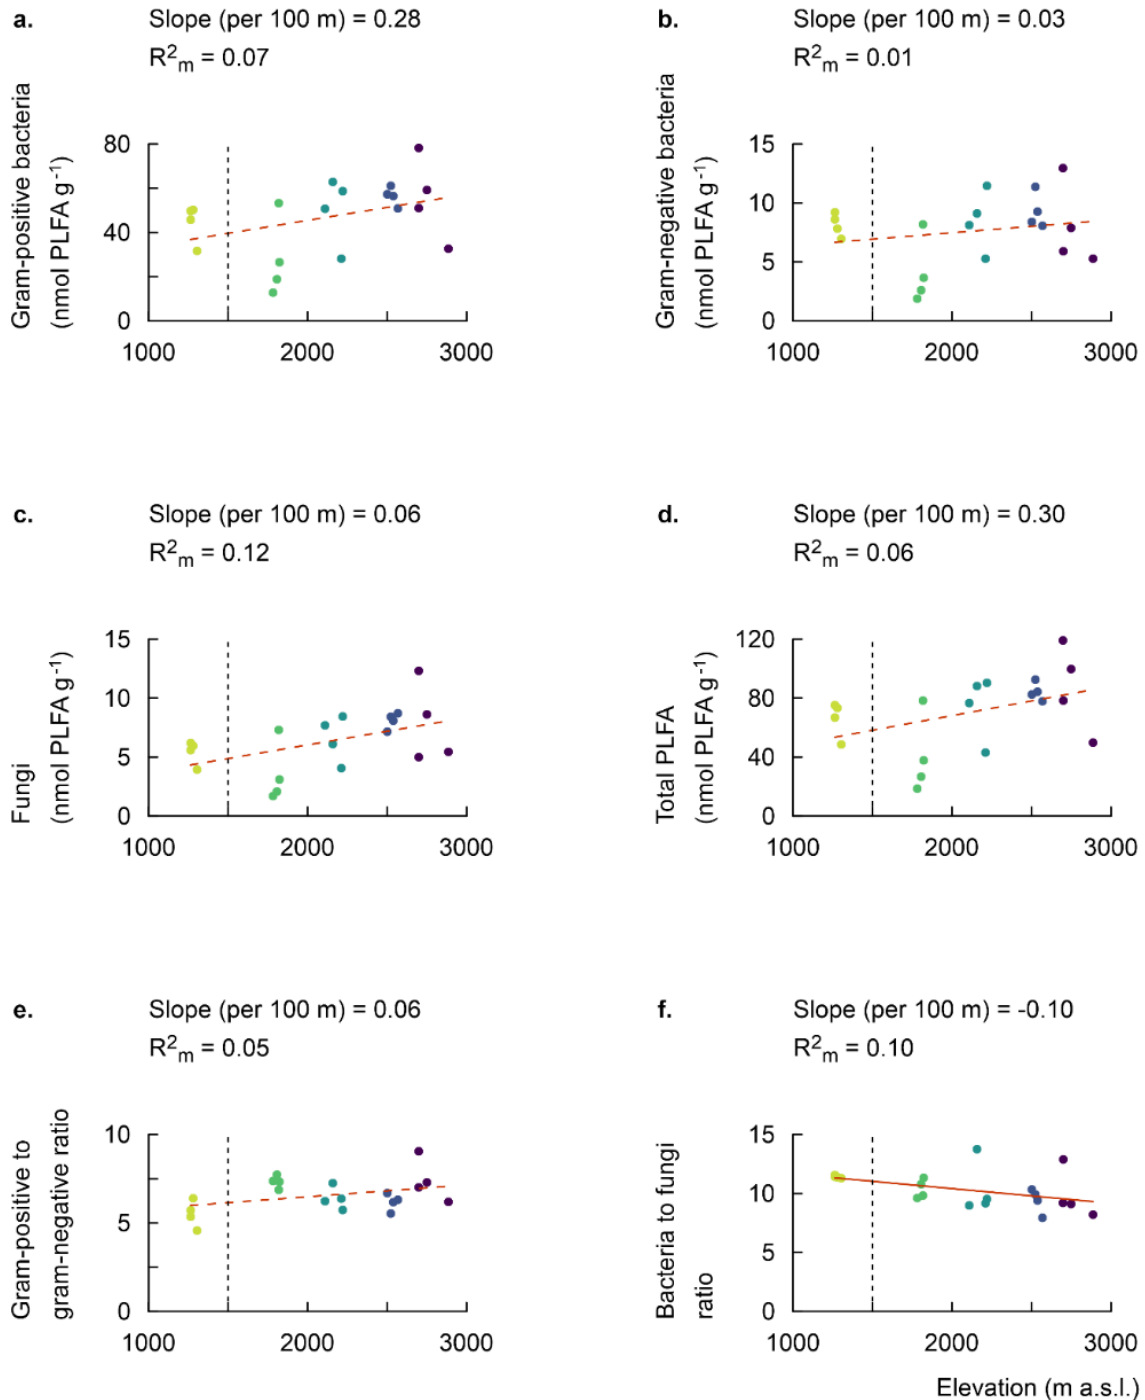 a. Slope (per 100 m) = 0.28
R²m = 0.07
Gram-positive bacteria
(nmol PLFA g⁻¹)
80
40
0
1000 2000 3000
b. Slope (per 100 m) = 0.03
R²m = 0.01
Gram-negative bacteria
(nmol PLFA g⁻¹)
15
10
5
0
1000 2000 3000
c. Slope (per 100 m) = 0.06
R²m = 0.12
Fungi
(nmol PLFA g⁻¹)
15
10
5
0
1000 2000 3000
d. Slope (per 100 m) = 0.30
R²m = 0.06
Total PLFA
(nmol PLFA g⁻¹)
120
80
40
0
1000 2000 3000
e. Slope (per 100 m) = 0.06
R²m = 0.05
Gram-positive to
gram-negative ratio
10
5
0
1000 2000 3000
f. Slope (per 100 m) = -0.10
R²m = 0.10
Bacteria to fungi
ratio
15
10
5
0
1000 2000 3000
Elevation (m a.s.l.)